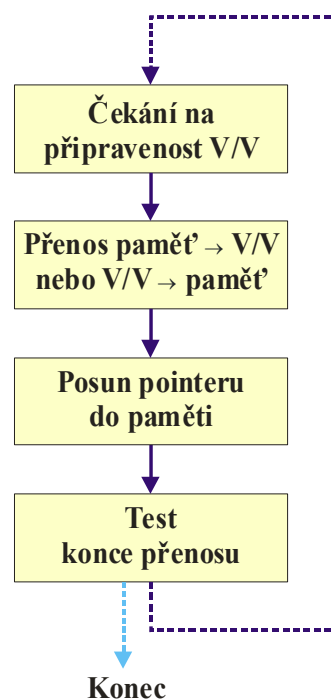 Čekání na
připravenost V/V
Přenos paměť → V/V
nebo V/V → paměť
Posun pointeru
do paměti
Test
konce přenosu
Konec